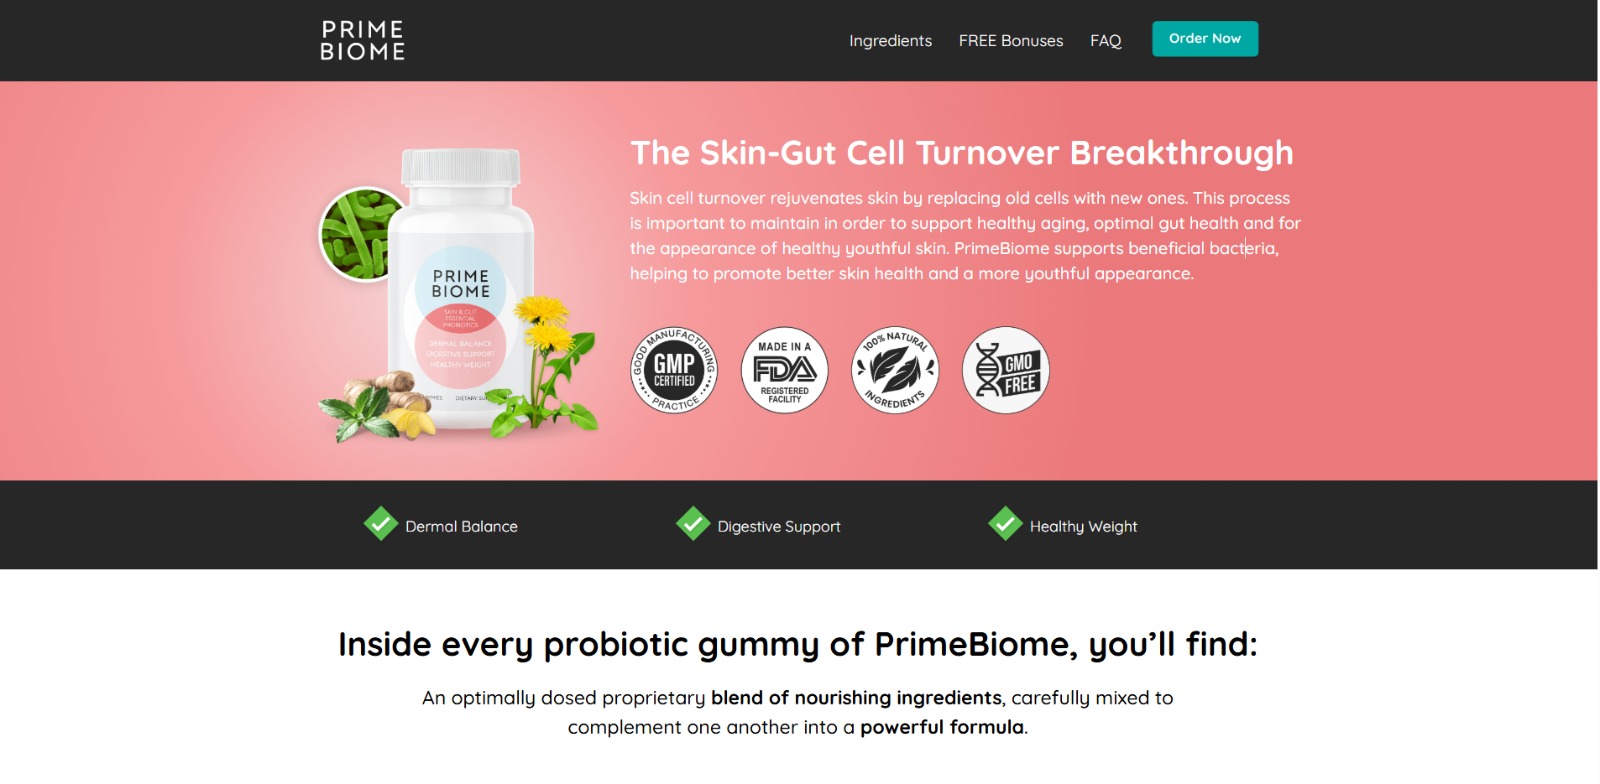 PRIME
BIOME
Ingredients
FREE Bonuses
FAQ
Order Now
The Skin-Gut Cell Turnover Breakthrough
Skin cell turnover rejuvenates skin by replacing old cells with new ones. This process
is important to maintain in order to support healthy aging, optimal gut health and for
the appearance of healthy youthful skin. PrimeBiome supports beneficial bacteria,
helping to promote better skin health and a more youthful appearance.
PRIME
BIOME
SKIN & GUT
ESSENTIAL
PROBIOTICS
DERMAL BALANCE
DIGESTIVE SUPPORT
HEALTHY WEIGHT
DIETARY
GOOD MANUFACTURING
GMP
CERTIFIED
PRACTICE
MADE IN A
FDA
REGISTERED
FACILITY
100% NATURAL
INGREDIENTS
GMO
FREE
Dermal Balance
Digestive Support
Healthy Weight
Inside every probiotic gummy of PrimeBiome, you’ll find:
An optimally dosed proprietary blend of nourishing ingredients, carefully mixed to
complement one another into a powerful formula.